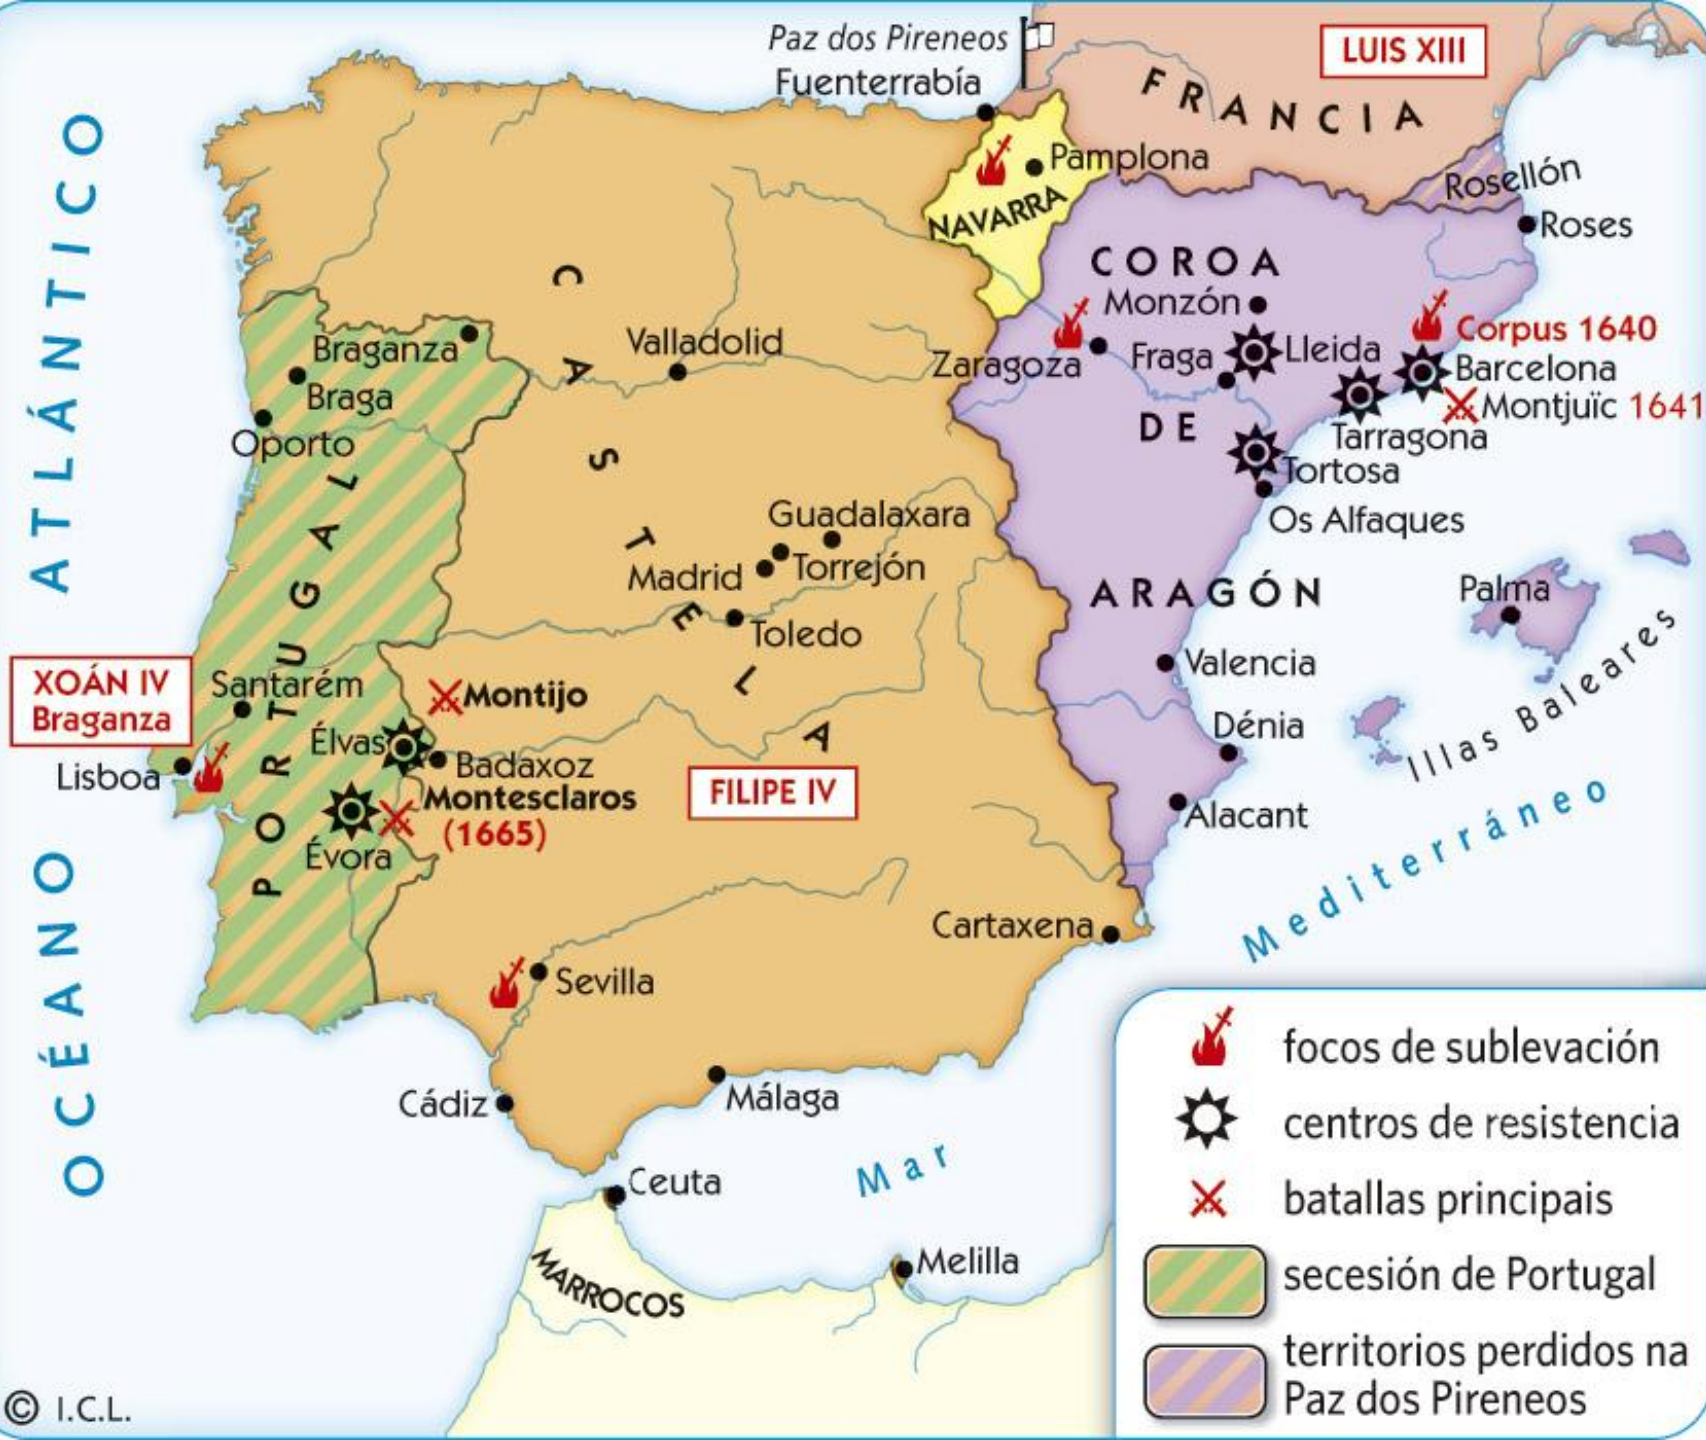 Paz dos Pireneos
Fuenterrabía
LUIS XIII
FRANCIA
Pamplona
NAVARRA
Rosellón
Roses
COROA
Monzón
Corpus 1640
Zaragoza
Fraga
Lleida
Barcelona
Montjuïc 1641
DE
Tarragona
Tortosa
Os Alfaques
ARAGÓN
Palma
Illas Baleares
Valencia
Dénia
Alacant
OCÉANO ATLÁNTICO
CASTELA
Braganza
Braga
Oporto
Valladolid
Guadalaxara
Madrid
Torrejón
Toledo
PORTUGAL
XOÁN IV
Braganza
Santarém
Montijo
Élvas
Badaxoz
Lisboa
Montesclaros
(1665)
Évora
FILIPE IV
Cartaxena
Sevilla
Cádiz
Málaga
Mar Mediterráneo
Ceuta
Melilla
MARROCOS
focos de sublevación
centros de resistencia
batallas principais
secesión de Portugal
territorios perdidos na
Paz dos Pireneos
© I.C.L.